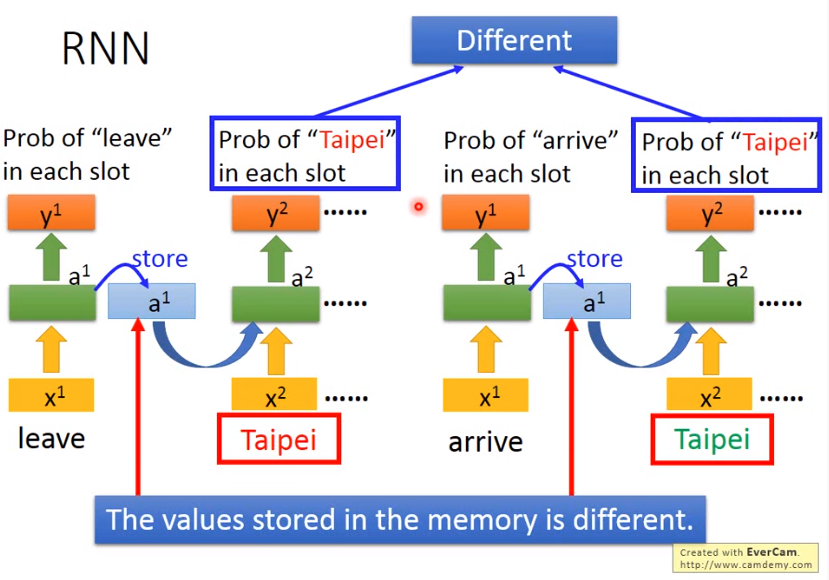 RNN
Different
Prob of “leave”
in each slot
Prob of “Taipei”
in each slot
Prob of “arrive”
in each slot
Prob of “Taipei”
in each slot
y¹
y²
......
y¹
y²
......
store
a¹
a¹
a²
......
store
a¹
a¹
a²
......
x¹
x²
......
x¹
x²
......
leave
Taipei
arrive
Taipei
The values stored in the memory is different.
Created with EverCam.
http://www.camdemy.com